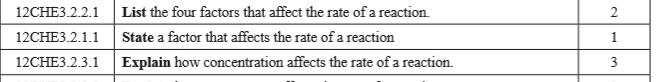 12CHE3.2.2.1 List the four factors that affect the rate of a reaction. 2
12CHE3.2.1.1 State a factor that affects the rate of a reaction 1
12CHE3.2.3.1 Explain how concentration affects the rate of a reaction. 3